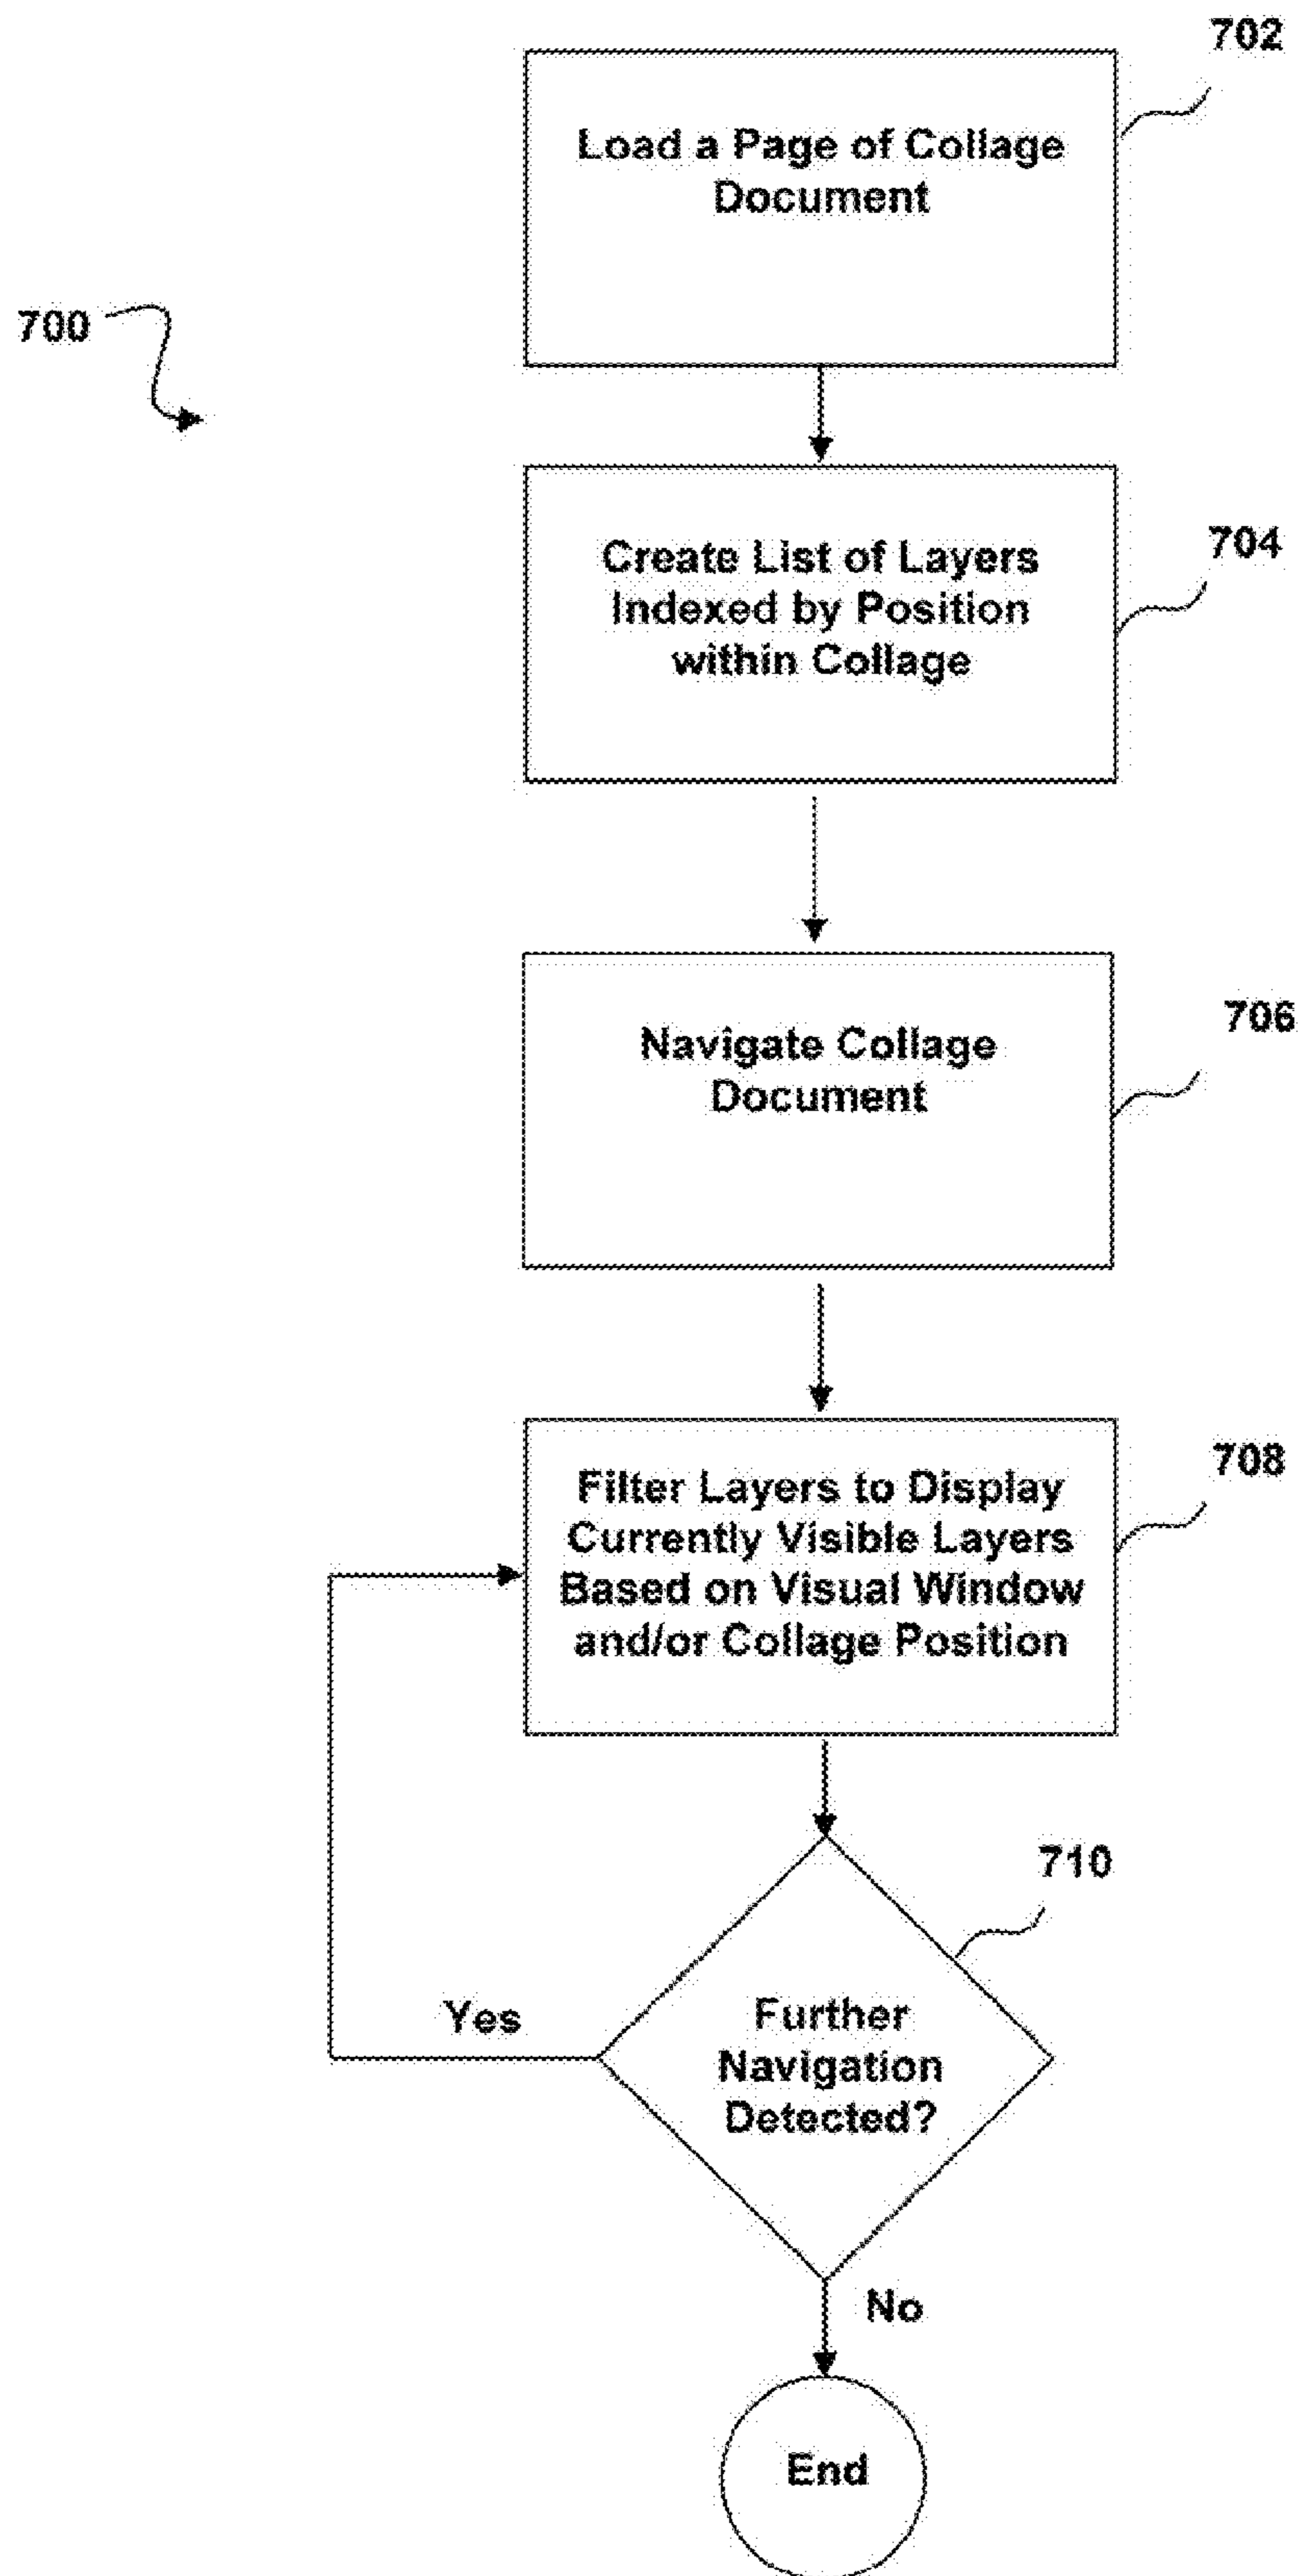 702
Load a Page of Collage
Document
700
704
Create List of Layers
Indexed by Position
within Collage
706
Navigate Collage
Document
708
Filter Layers to Display
Currently Visible Layers
Based on Visual Window
and/or Collage Position
710
Further
Navigation
Detected?
Yes
No
End